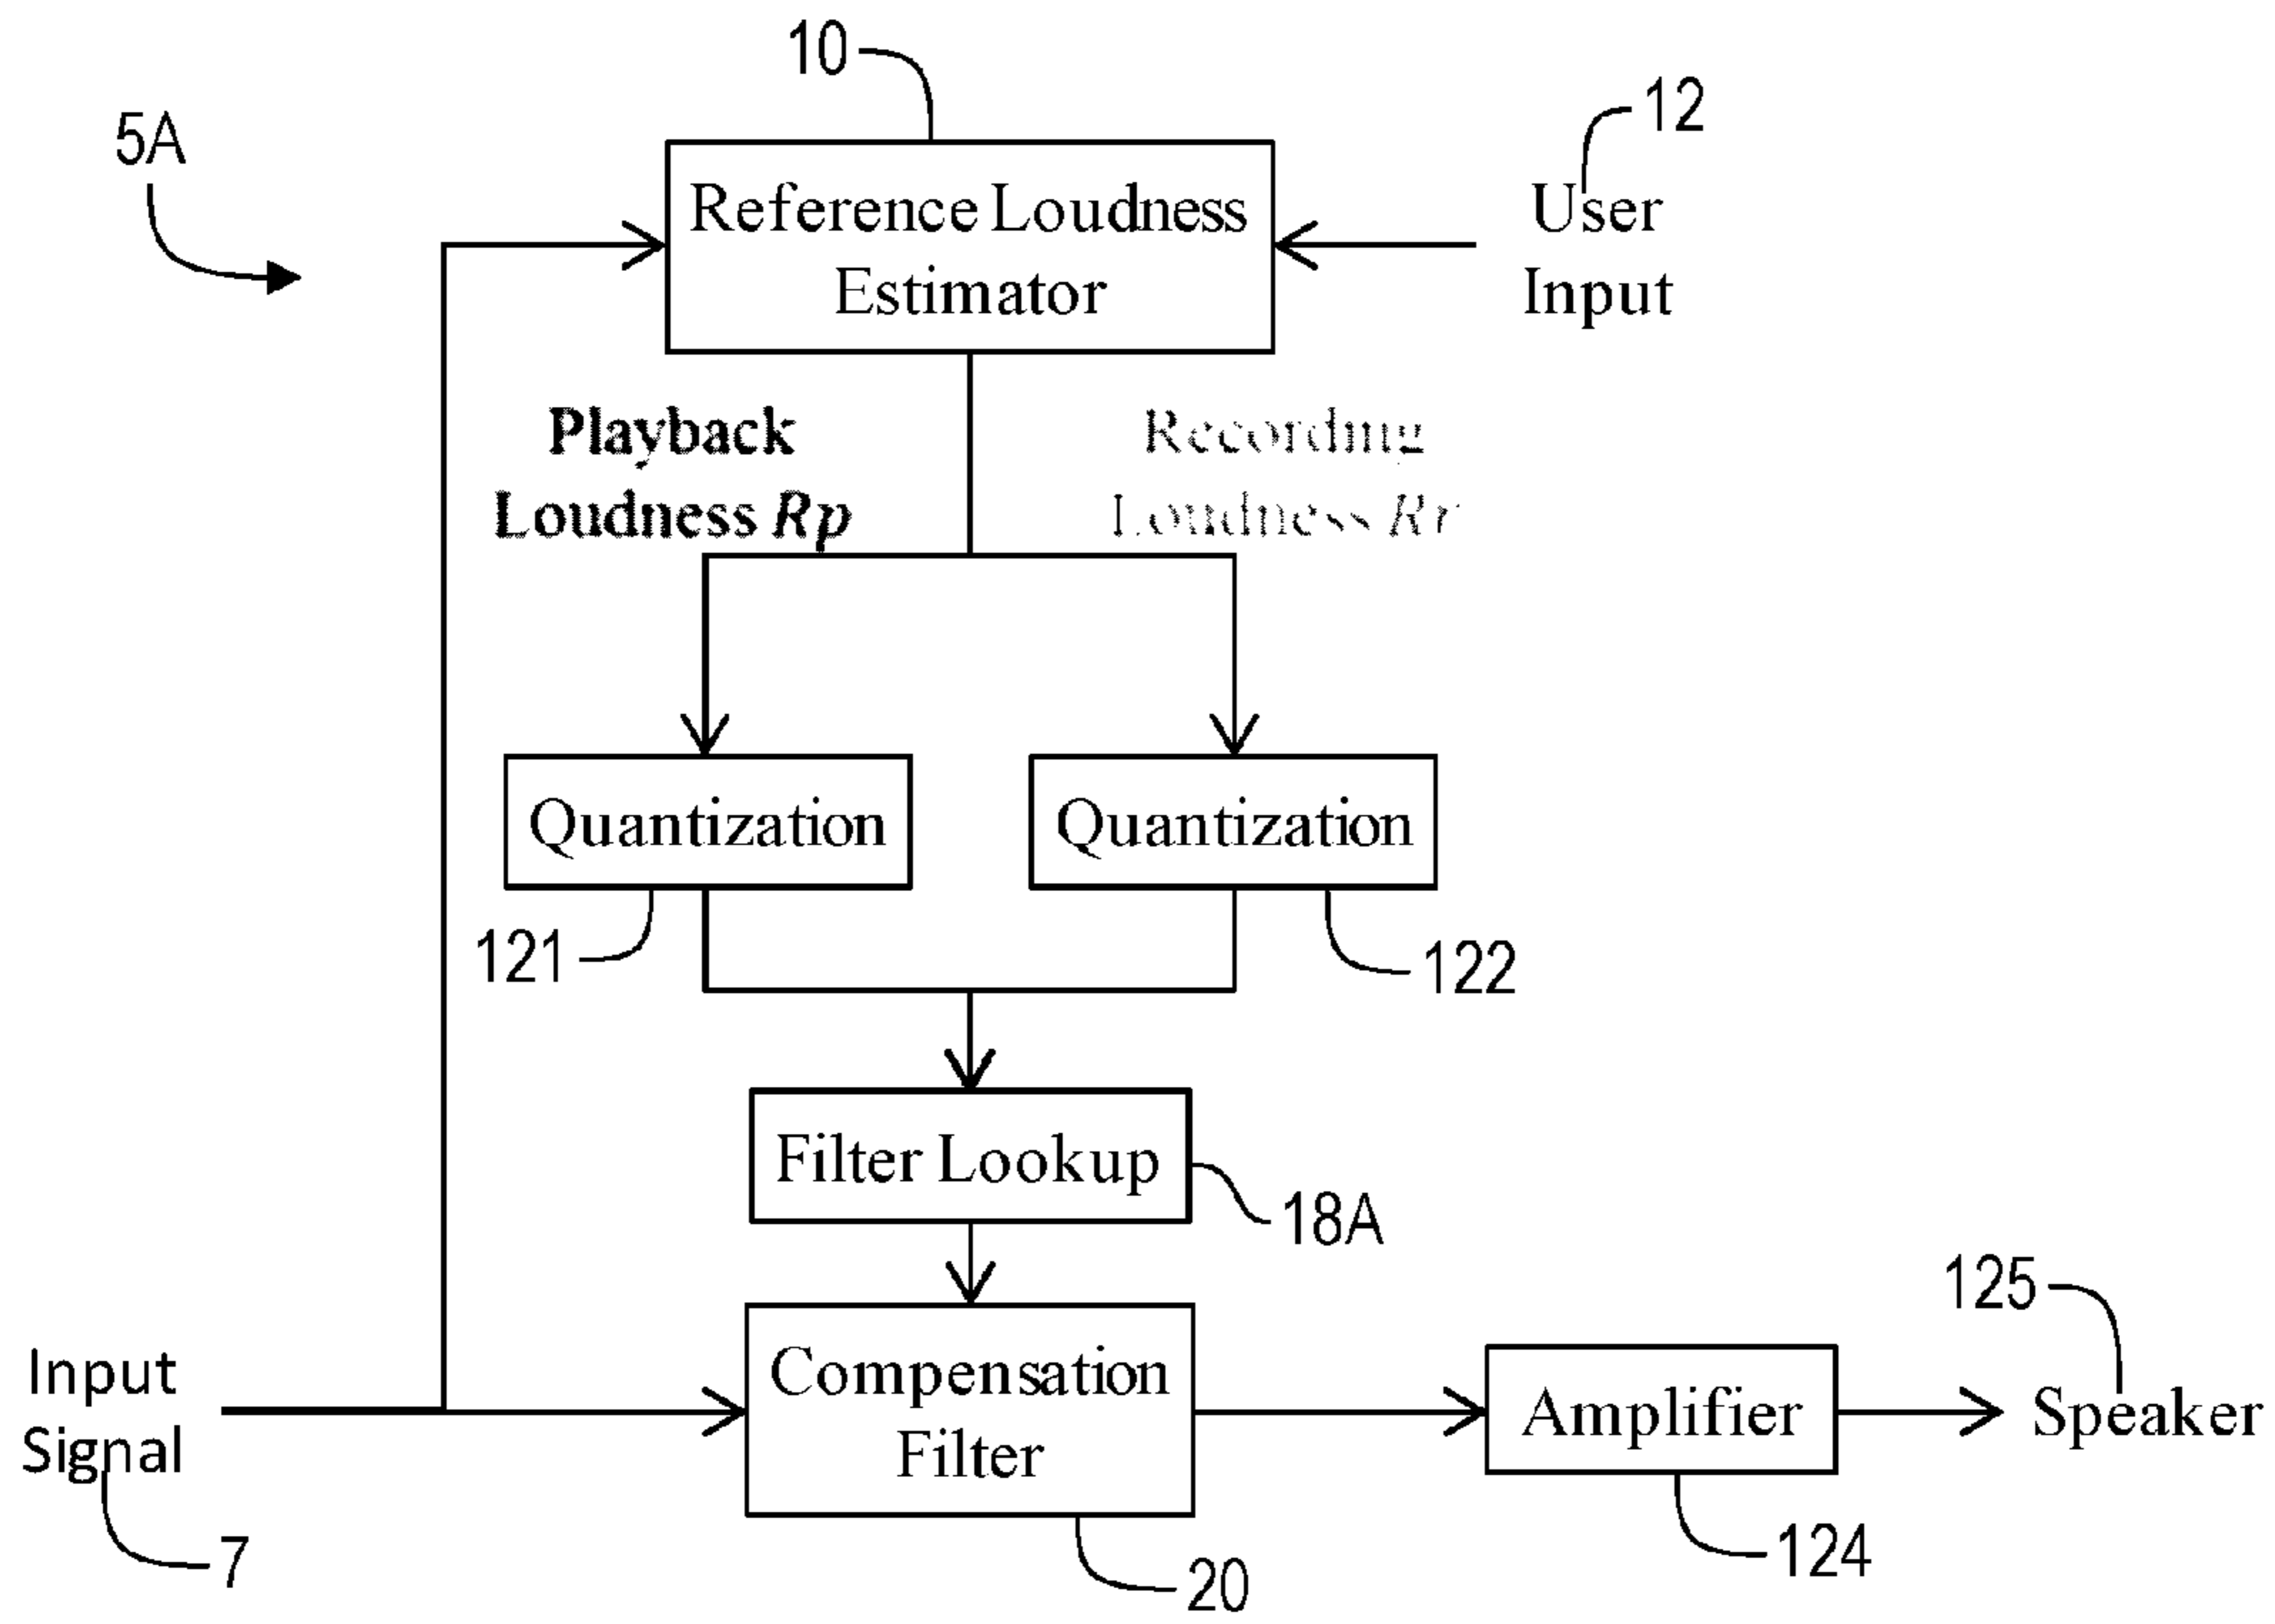 10
12
5A
Reference Loudness
Estimator
User
Input
Playback
Loudness Rp
Recording
Loudness Rr
Quantization
Quantization
121
122
Filter Lookup
18A
125
Input
Signal
Compensation
Filter
Amplifier
Speaker
7
20
124